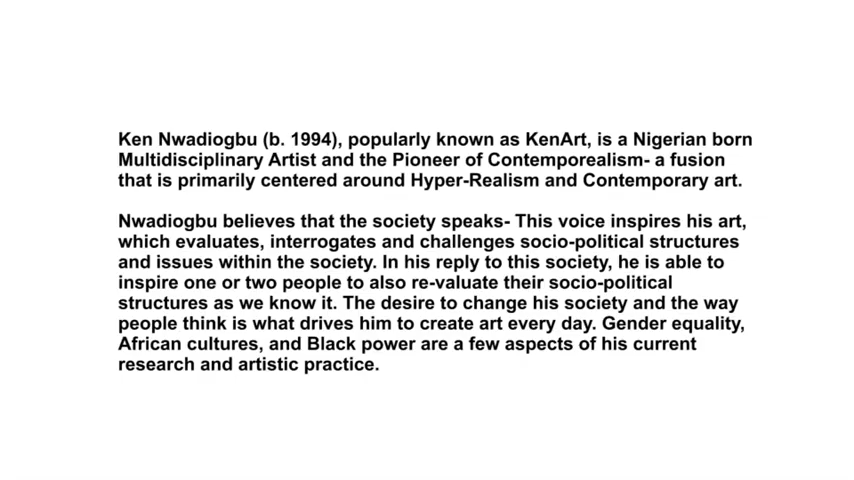 Ken Nwadiogbu (b. 1994), popularly known as KenArt, is a Nigerian born
Multidisciplinary Artist and the Pioneer of Contemporealism- a fusion
that is primarily centered around Hyper-Realism and Contemporary art.
Nwadiogbu believes that the society speaks- This voice inspires his art,
which evaluates, interrogates and challenges socio-political structures
and issues within the society. In his reply to this society, he is able to
inspire one or two people to also re-valuate their socio-political
structures as we know it. The desire to change his society and the way
people think is what drives him to create art every day. Gender equality,
African cultures, and Black power are a few aspects of his current
research and artistic practice.